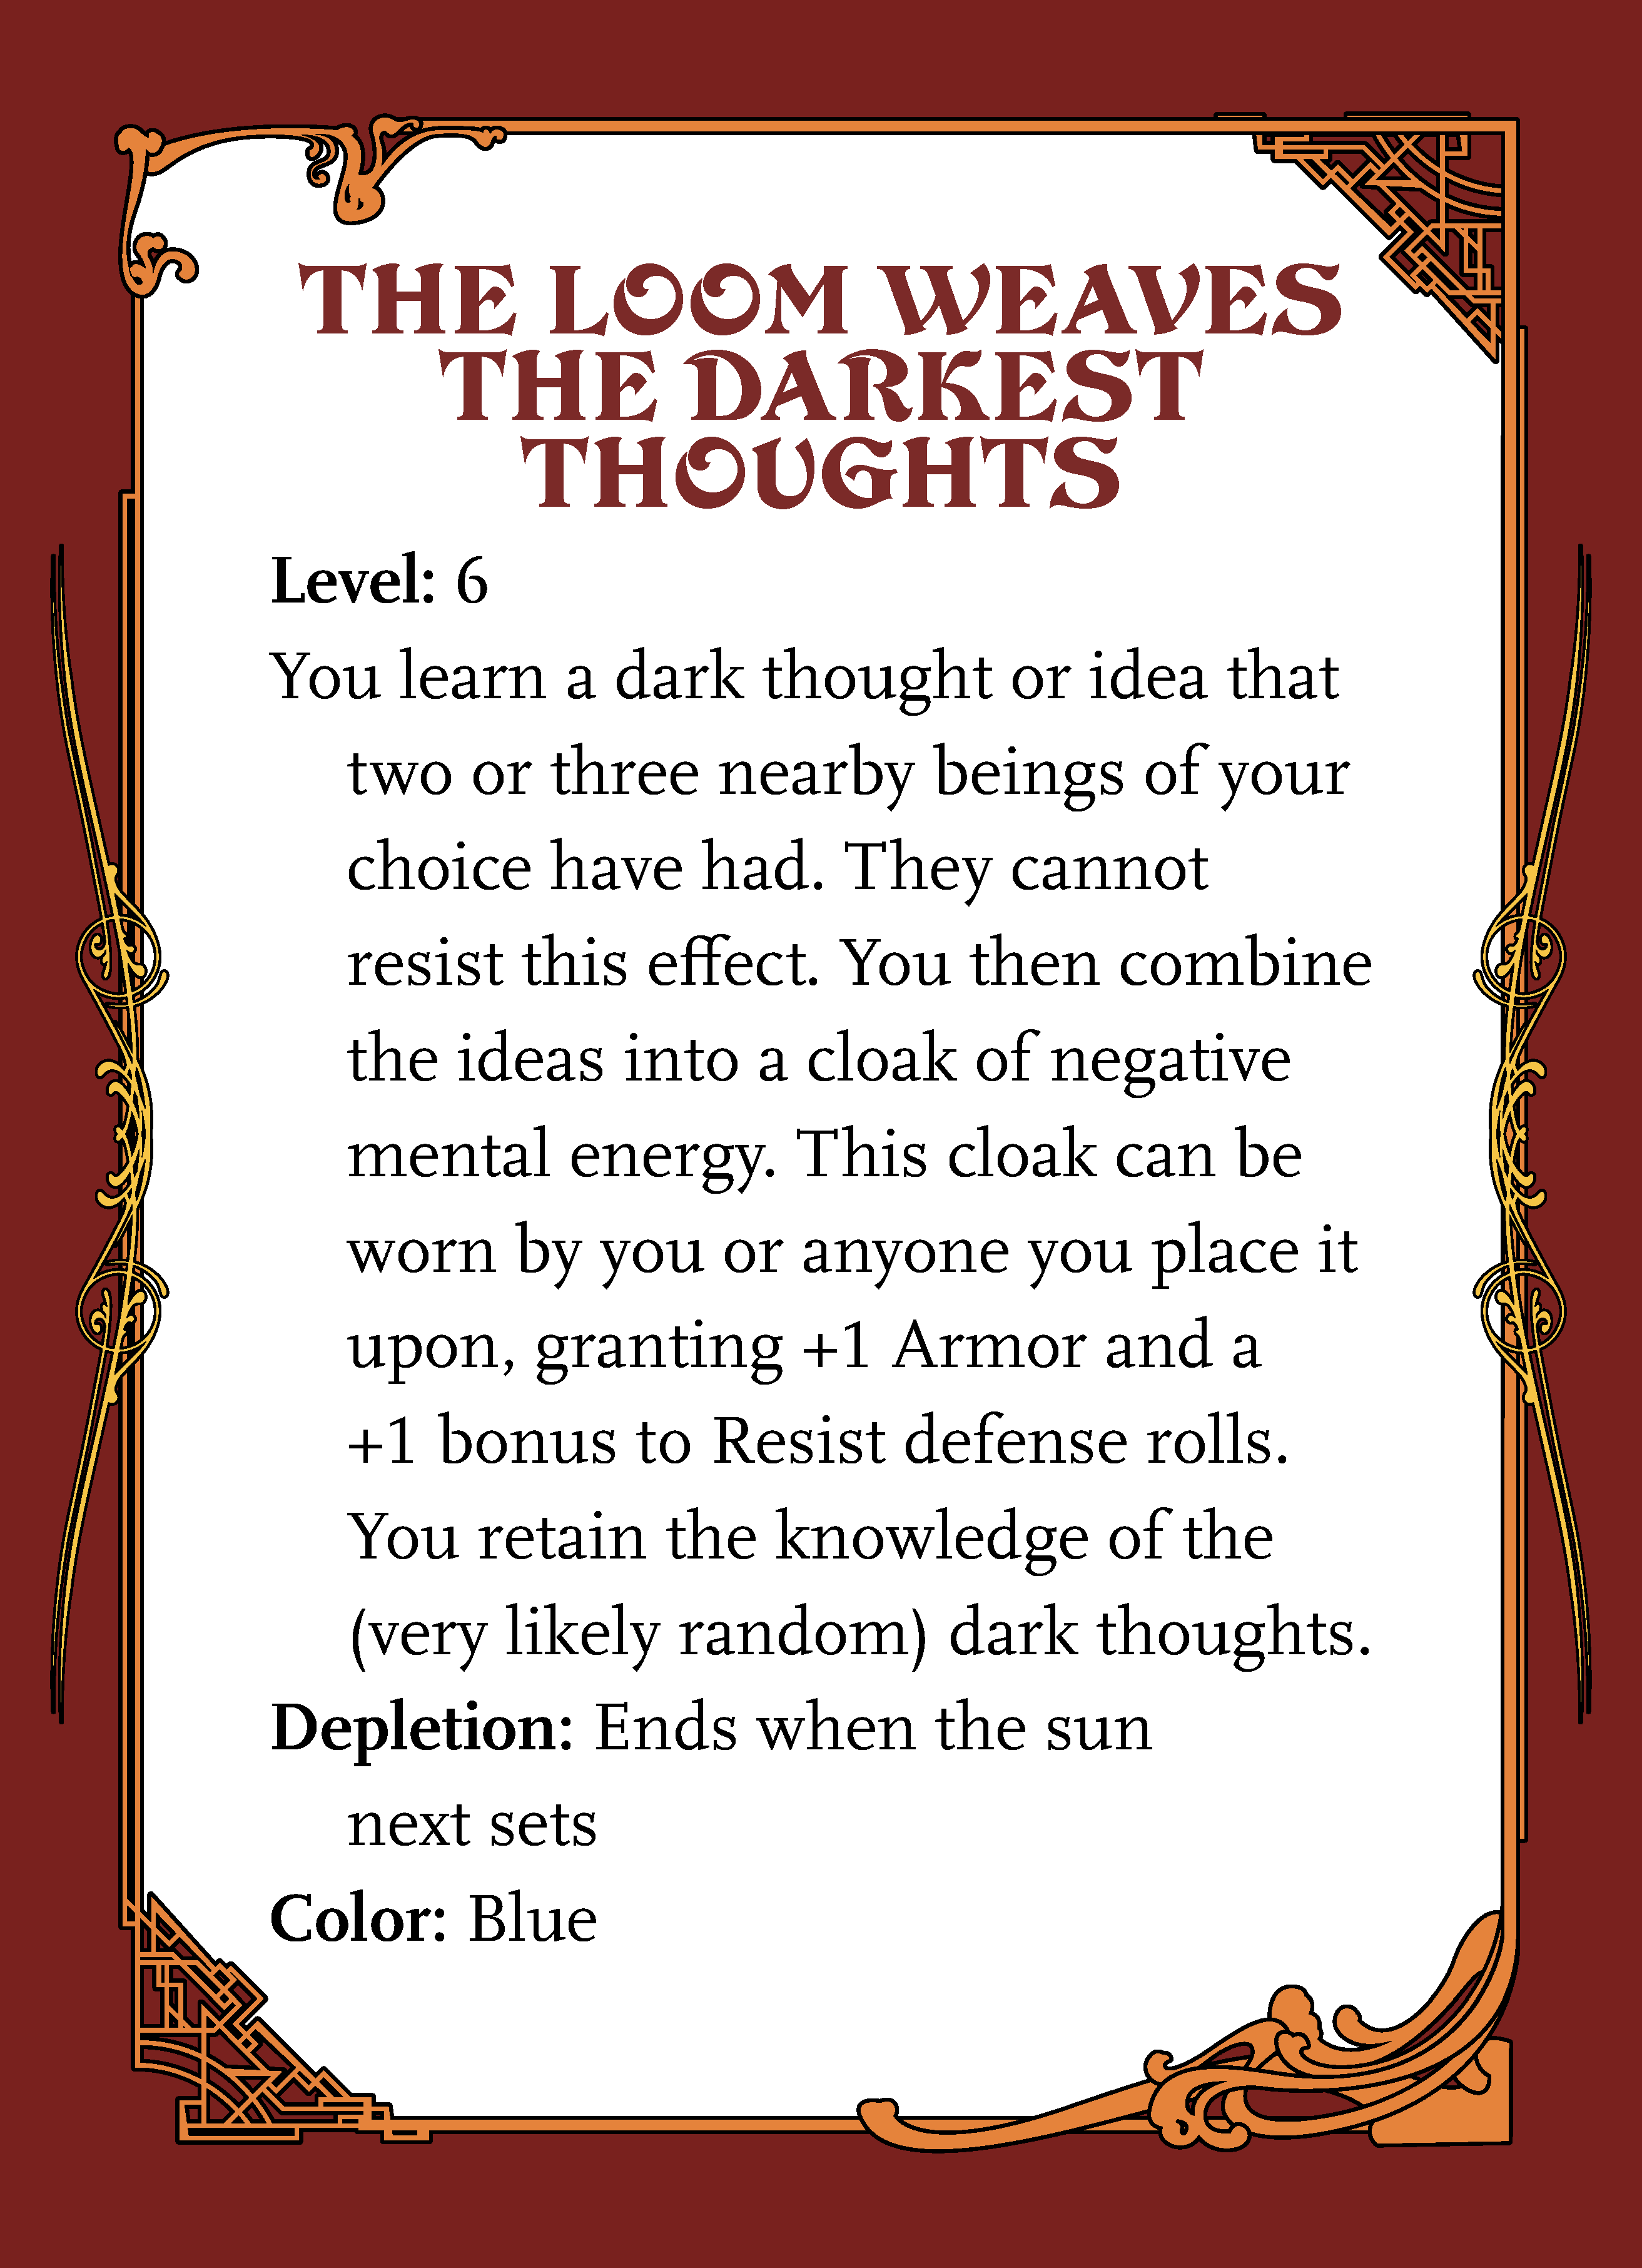 THE LOOM WEAVES
THE DARKEST
THOUGHTS
Level: 6
You learn a dark thought or idea that
two or three nearby beings of your
choice have had. They cannot
resist this effect. You then combine
the ideas into a cloak of negative
mental energy. This cloak can be
worn by you or anyone you place it
upon, granting +1 Armor and a
+1 bonus to Resist defense rolls.
You retain the knowledge of the
(very likely random) dark thoughts.
Depletion: Ends when the sun
next sets
Color: Blue